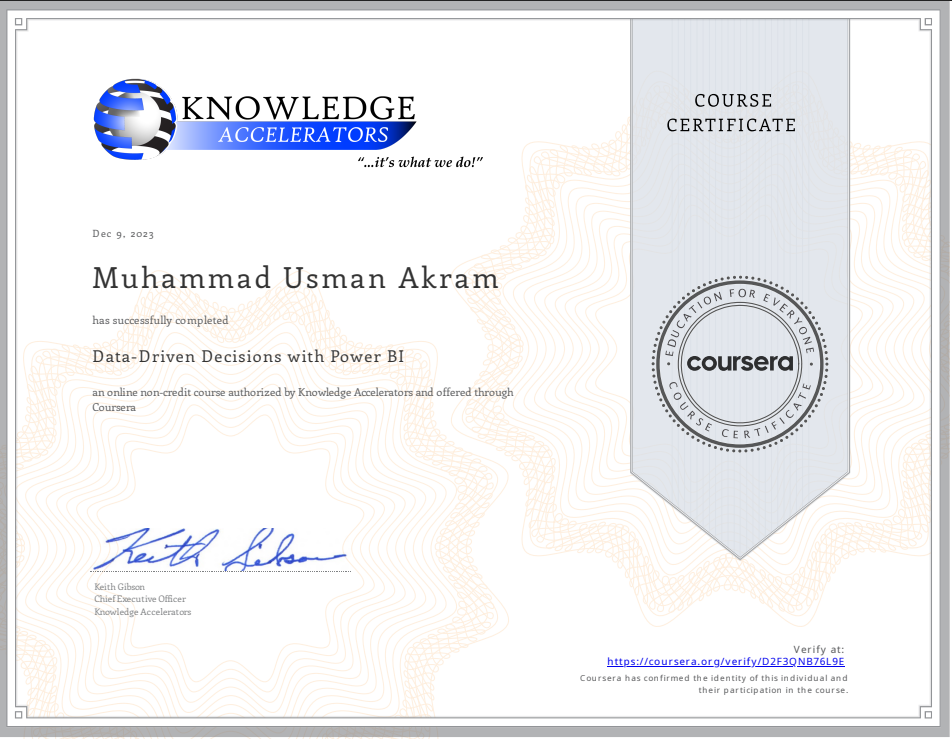 KNOWLEDGE
ACCELERATORS
“...it's what we do!”
COURSE
CERTIFICATE
Dec 9, 2023
Muhammad Usman Akram
has successfully completed
Data-Driven Decisions with Power BI
an online non-credit course authorized by Knowledge Accelerators and offered through
Coursera
EDUCATION FOR EVERYONE
coursera
COURSE CERTIFICATE
Keith Gibson
Keith Gibson
Chief Executive Officer
Knowledge Accelerators
Verify at:
https://coursera.org/verify/D2F3QNB76L9E
Coursera has confirmed the identity of this individual and
their participation in the course.